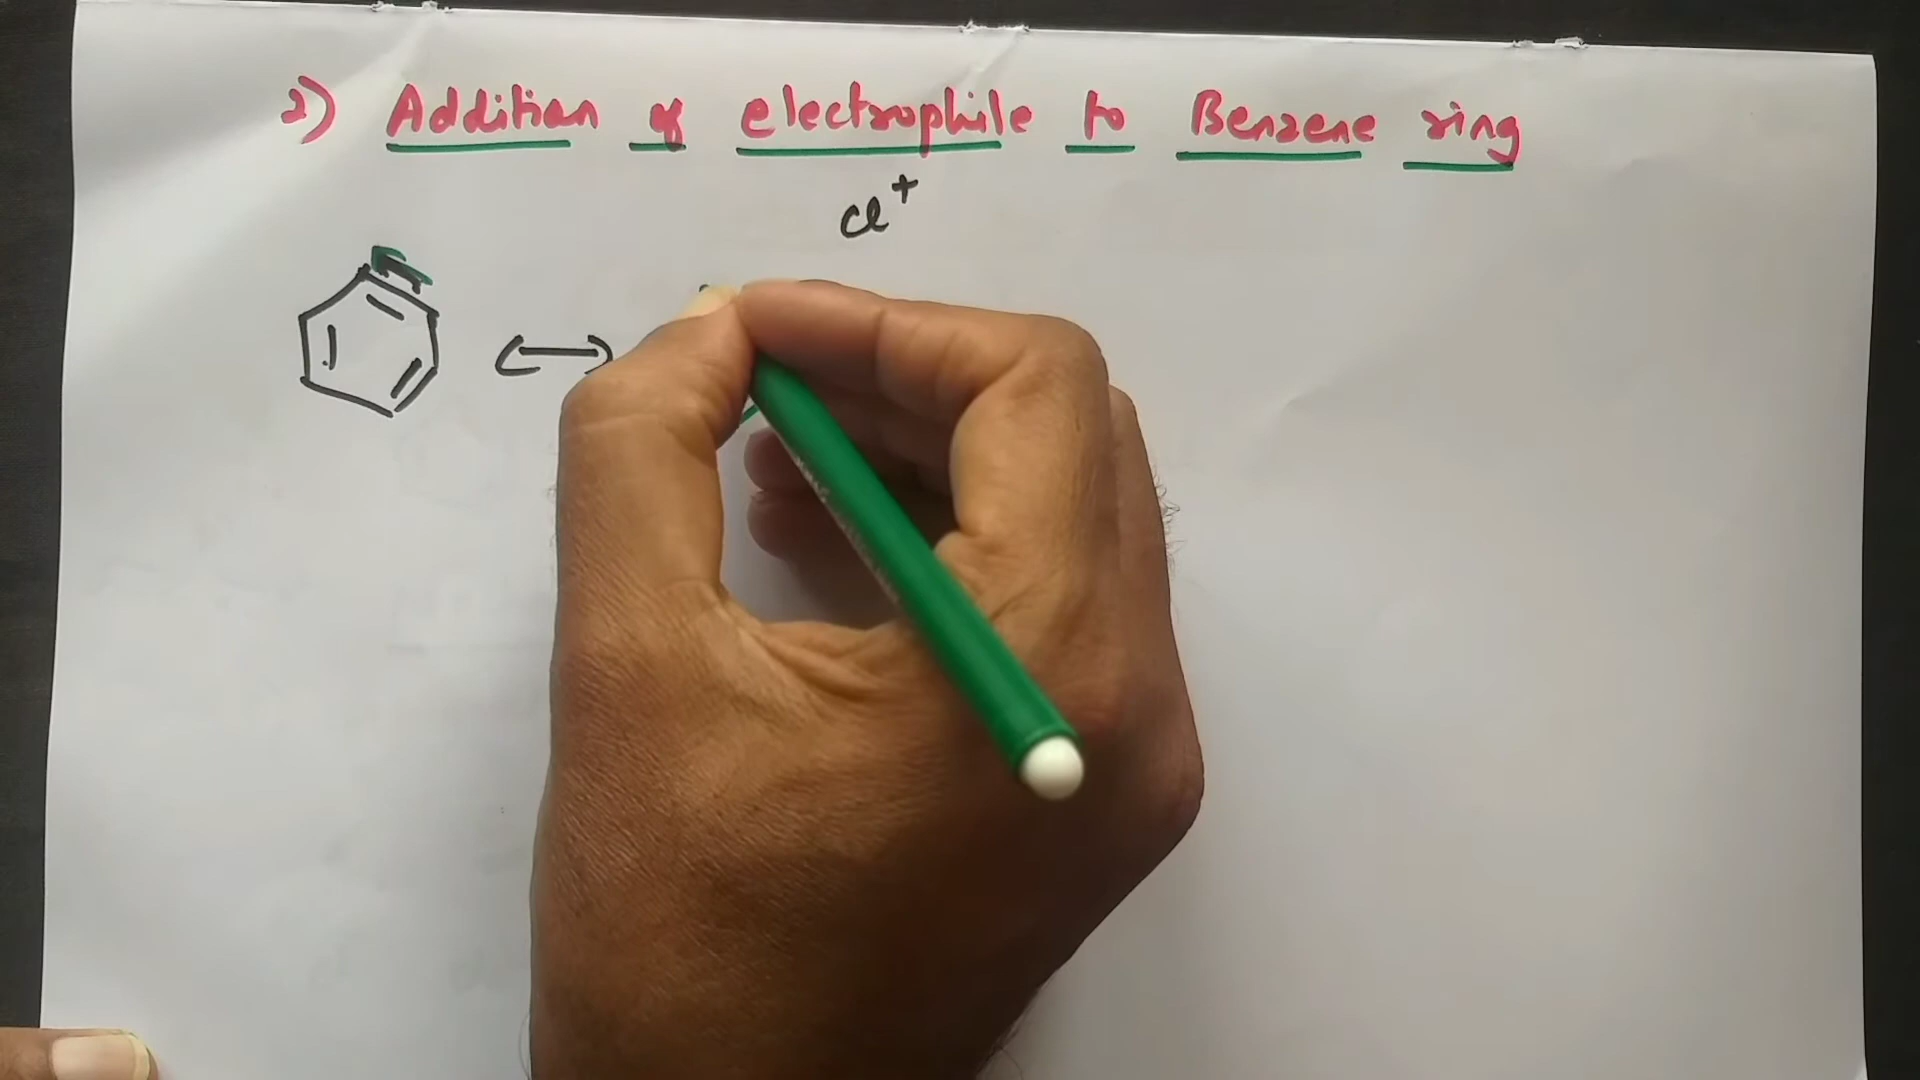 2) Addition of electrophile to Benzene ring
Cl⁺